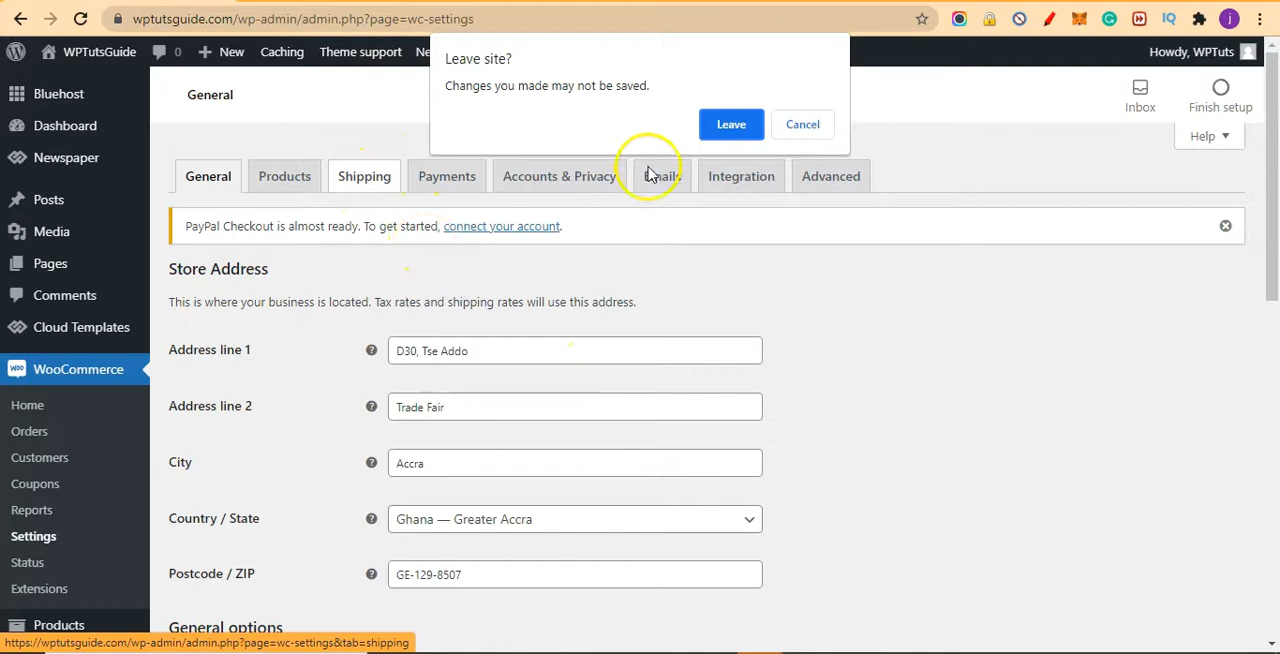 wptutsguide.com/wp-admin/admin.php?page=wc-settings
IQ
j
WPTutsGuide
0
New
Caching
Theme support
Howdy, WPTuts
Leave site?
Changes you made may not be saved.
Leave
Cancel
Bluehost
Dashboard
Newspaper
Posts
Media
Pages
Comments
Cloud Templates
WooCommerce
Home
Orders
Customers
Coupons
Reports
Settings
Status
Extensions
Products
General
Inbox
Finish setup
Help
General
Products
Shipping
Payments
Accounts & Privacy
Emails
Integration
Advanced
PayPal Checkout is almost ready. To get started, connect your account.
Store Address
This is where your business is located. Tax rates and shipping rates will use this address.
Address line 1
D30, Tse Addo
Address line 2
Trade Fair
City
Accra
Country / State
Ghana — Greater Accra
Postcode / ZIP
GE-129-8507
General options
https://wptutsguide.com/wp-admin/admin.php?page=wc-settings&tab=shipping